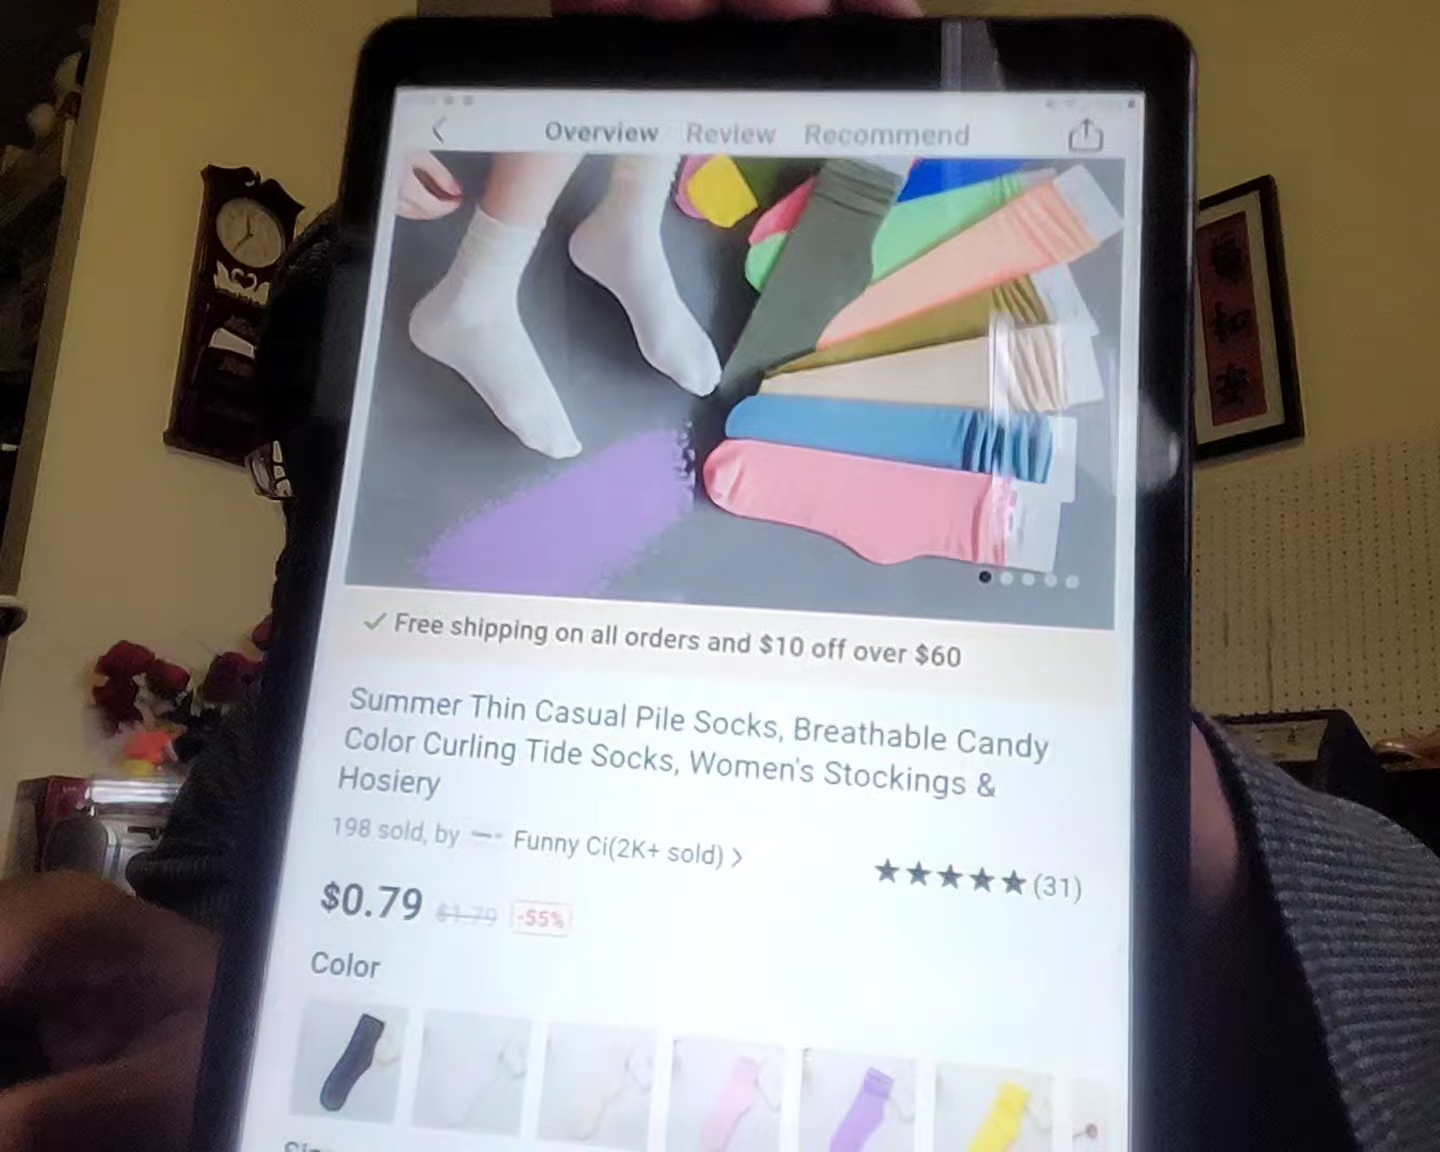 Overview Review Recommend
Free shipping on all orders and $10 off over $60
Summer Thin Casual Pile Socks, Breathable Candy
Color Curling Tide Socks, Women's Stockings &
Hosiery
198 sold, by Funny Ci(2K+ sold) >
(31)
$0.79 $1.79 -55%
Color